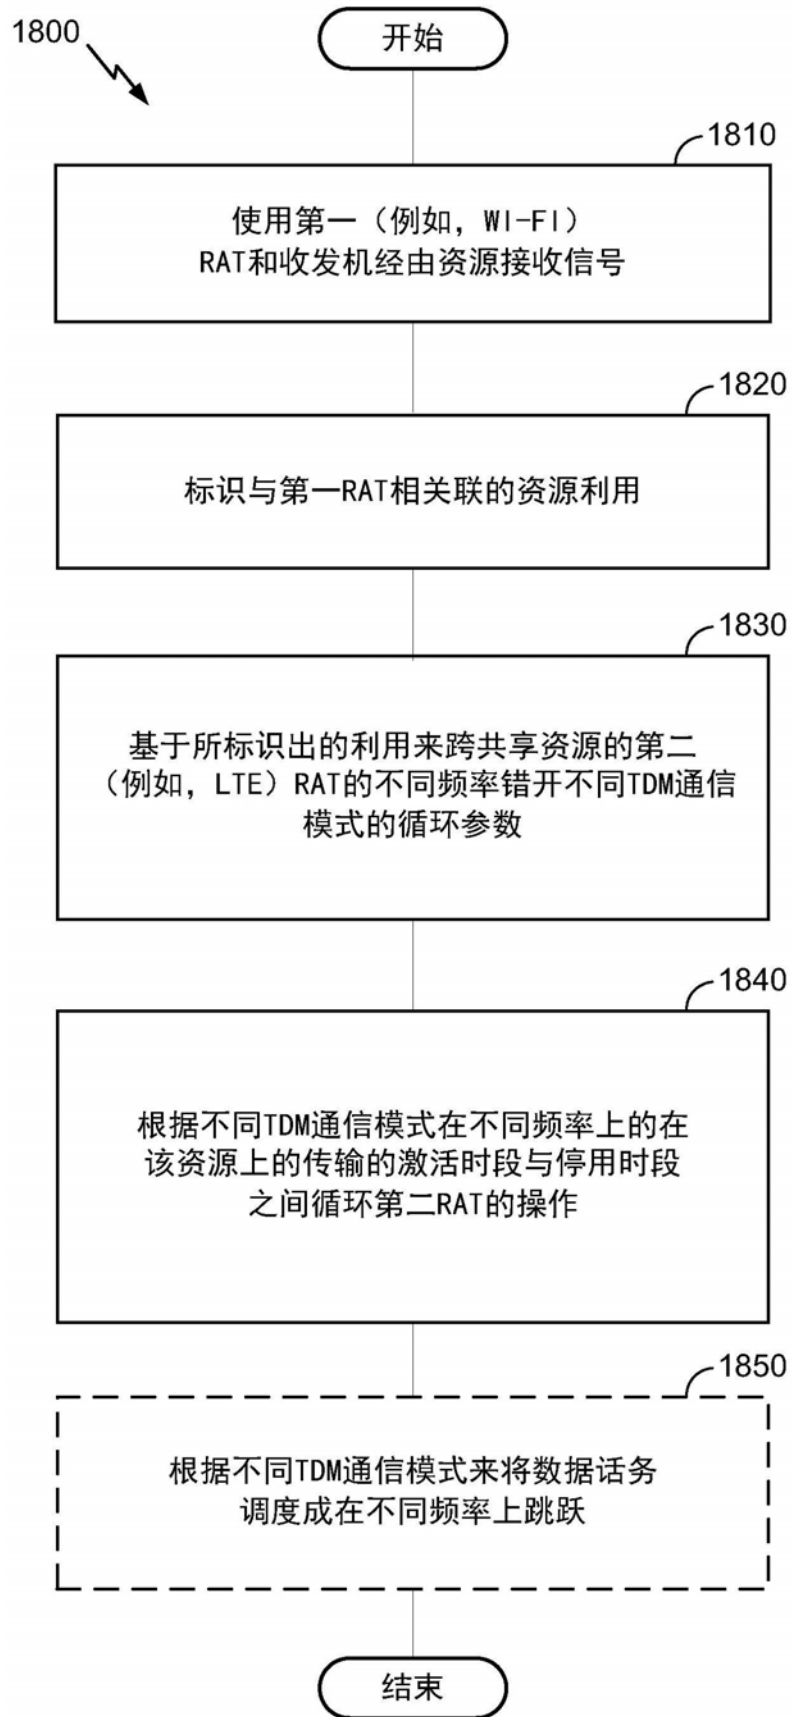 1800
开始
1810
使用第一（例如，WI-FI）
RAT和收发机经由资源接收信号
1820
标识与第一RAT相关联的资源利用
1830
基于所标识出的利用来跨共享资源的第二
（例如，LTE）RAT的不同频率错开不同TDM通信
模式的循环参数
1840
根据不同TDM通信模式在不同频率上的在
该资源上的传输的激活时段与停用时段
之间循环第二RAT的操作
1850
根据不同TDM通信模式来将数据话务
调度成在不同频率上跳跃
结束